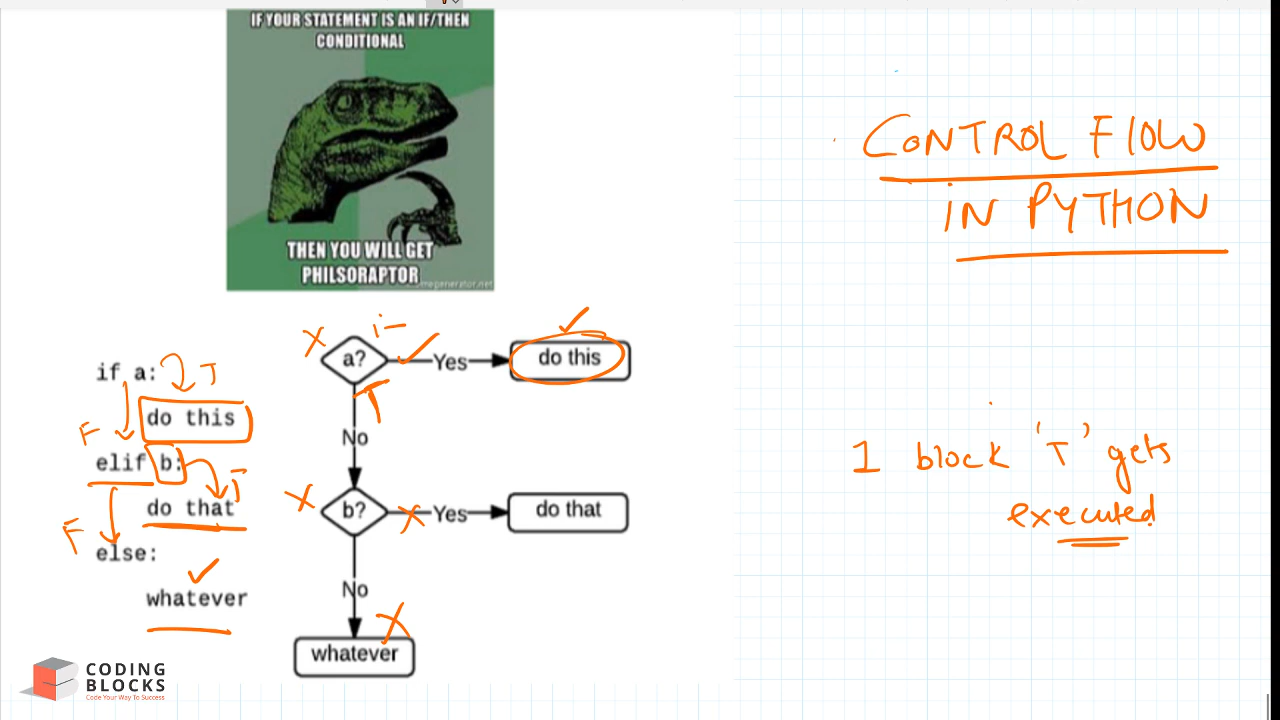 IF YOUR STATEMENT IS AN IF/THEN
CONDITIONAL
THEN YOU WILL GET
PHILSORAPTOR
CONTROL FLOW
IN PYTHON
if a:
T
do this
F
elif b:
T
do that
F
else:
whatever
a?
Yes
do this
No
b?
Yes
do that
No
whatever
1 block 'T' gets
executed
CODING
BLOCKS
Code Your Way To Success